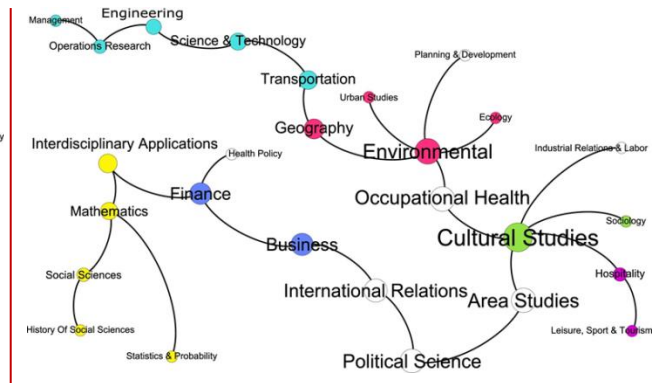 Management
Engineering
Operations Research
Science & Technology
Planning & Development
Transportation
Urban Studies
Ecology
Geography
Environmental
Industrial Relations & Labor
Interdisciplinary Applications
Health Policy
Finance
Occupational Health
Mathematics
Sociology
Cultural Studies
Business
Social Sciences
Hospitality
International Relations
Area Studies
History Of Social Sciences
Leisure, Sport & Tourism
Statistics & Probability
Political Science